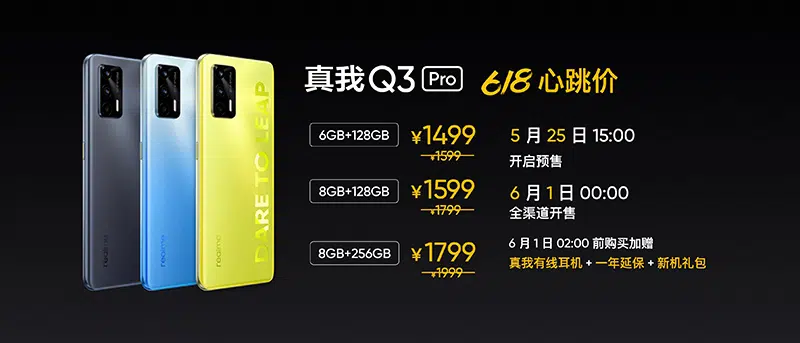 真我Q3 Pro 618 心跳价
6GB+128GB ¥1499 5 月 25 日 15:00
¥1599 开启预售
8GB+128GB ¥1599 6 月 1 日 00:00
¥1799 全渠道开售
8GB+256GB ¥1799 6 月 1 日 02:00 前购买加赠
¥1999 真我有线耳机 + 一年延保 + 新机礼包
DARE TO LEAP
realme
realme
realme